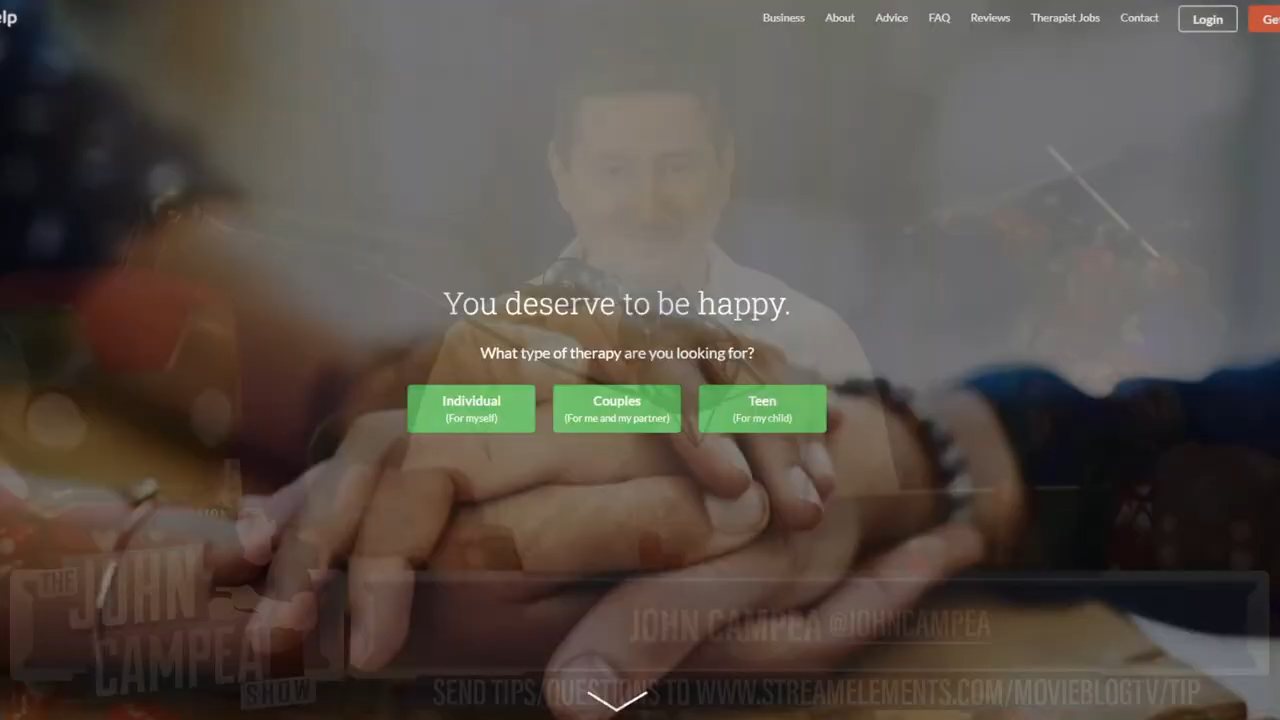 elp
Business About Advice FAQ Reviews Therapist Jobs Contact Login Ge
You deserve to be happy.
What type of therapy are you looking for?
Individual Couples Teen
(For myself) (For me and my partner) (For my child)
THE
JOHN
CAMPEA
SHOW
JOHN CAMPEA @JOHNCAMPEA
SEND TIPS/QUESTIONS TO WWW.STREAMELEMENTS.COM/MOVIEBLOGTV/TIP